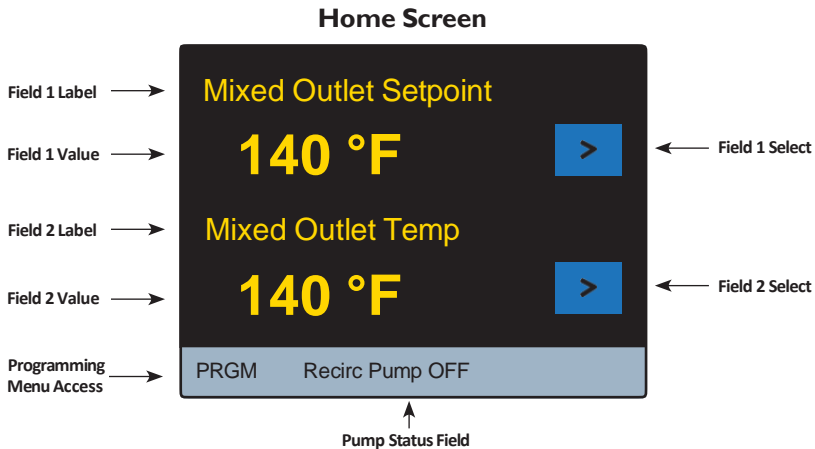 Home Screen
Field 1 Label
Mixed Outlet Setpoint
Field 1 Value
140 °F
>
Field 1 Select
Field 2 Label
Mixed Outlet Temp
Field 2 Value
140 °F
>
Field 2 Select
Programming
Menu Access
PRGM Recirc Pump OFF
Pump Status Field